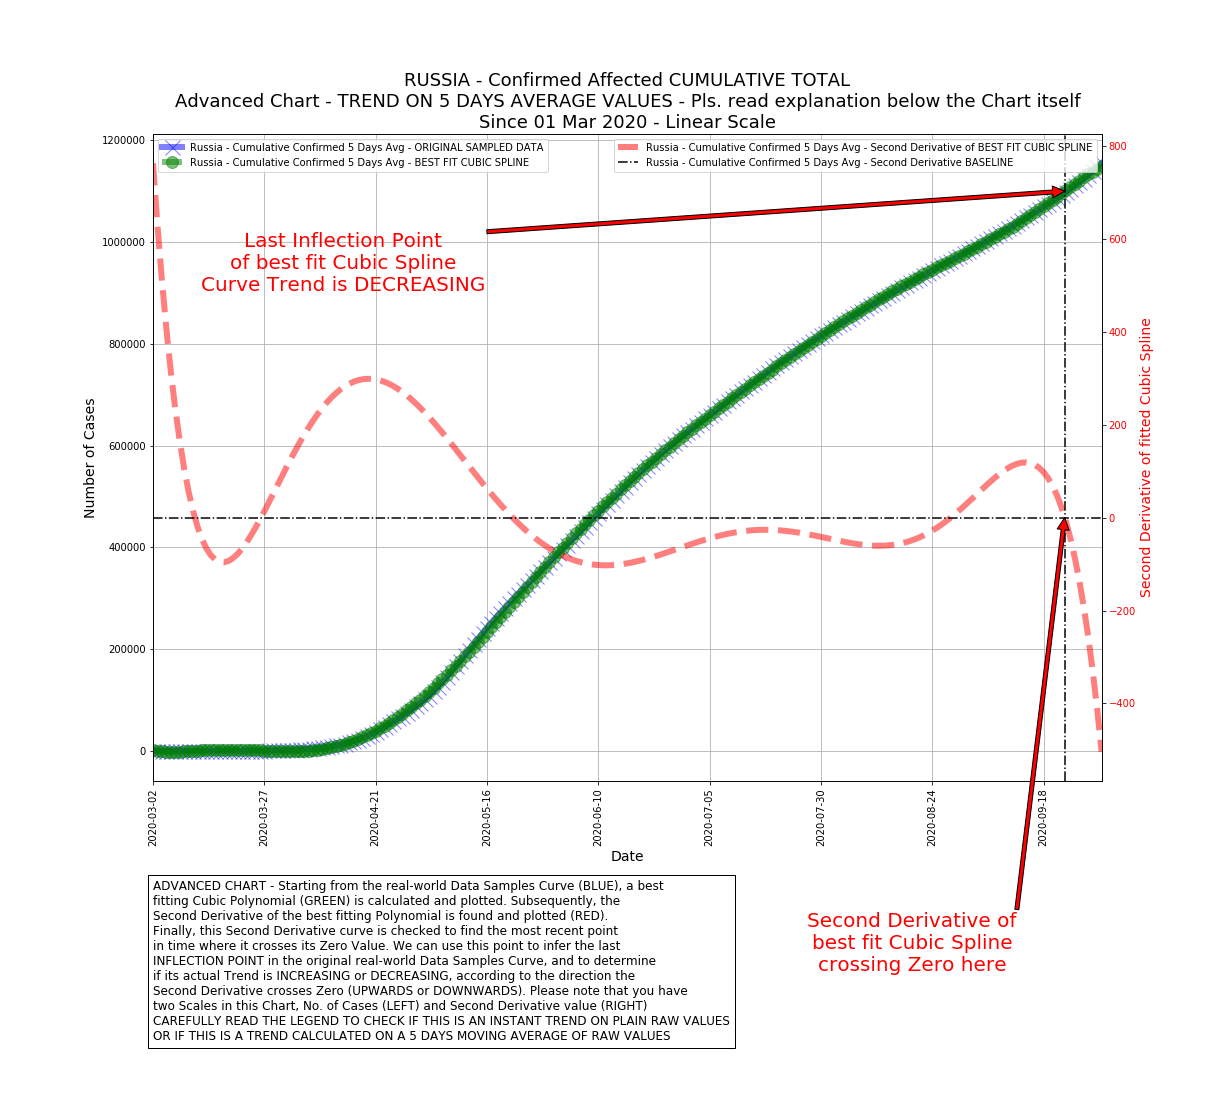 RUSSIA - Confirmed Affected CUMULATIVE TOTAL
Advanced Chart - TREND ON 5 DAYS AVERAGE VALUES - Pls. read explanation below the Chart itself
Since 01 Mar 2020 - Linear Scale
Russia - Cumulative Confirmed 5 Days Avg - ORIGINAL SAMPLED DATA
Russia - Cumulative Confirmed 5 Days Avg - BEST FIT CUBIC SPLINE
Russia - Cumulative Confirmed 5 Days Avg - Second Derivative of BEST FIT CUBIC SPLINE
Russia - Cumulative Confirmed 5 Days Avg - Second Derivative BASELINE
Last Inflection Point
of best fit Cubic Spline
Curve Trend is DECREASING
Number of Cases
1200000
1000000
800000
600000
400000
200000
0
Second Derivative of fitted Cubic Spline
800
600
400
200
0
−200
−400
2020-03-02
2020-03-27
2020-04-21
2020-05-16
2020-06-10
2020-07-05
2020-07-30
2020-08-24
2020-09-18
Date
Second Derivative of
best fit Cubic Spline
crossing Zero here
ADVANCED CHART - Starting from the real-world Data Samples Curve (BLUE), a best
fitting Cubic Polynomial (GREEN) is calculated and plotted. Subsequently, the
Second Derivative of the best fitting Polynomial is found and plotted (RED).
Finally, this Second Derivative curve is checked to find the most recent point
in time where it crosses its Zero Value. We can use this point to infer the last
INFLECTION POINT in the original real-world Data Samples Curve, and to determine
if its actual Trend is INCREASING or DECREASING, according to the direction the
Second Derivative crosses Zero (UPWARDS or DOWNWARDS). Please note that you have
two Scales in this Chart, No. of Cases (LEFT) and Second Derivative value (RIGHT)
CAREFULLY READ THE LEGEND TO CHECK IF THIS IS AN INSTANT TREND ON PLAIN RAW VALUES
OR IF THIS IS A TREND CALCULATED ON A 5 DAYS MOVING AVERAGE OF RAW VALUES